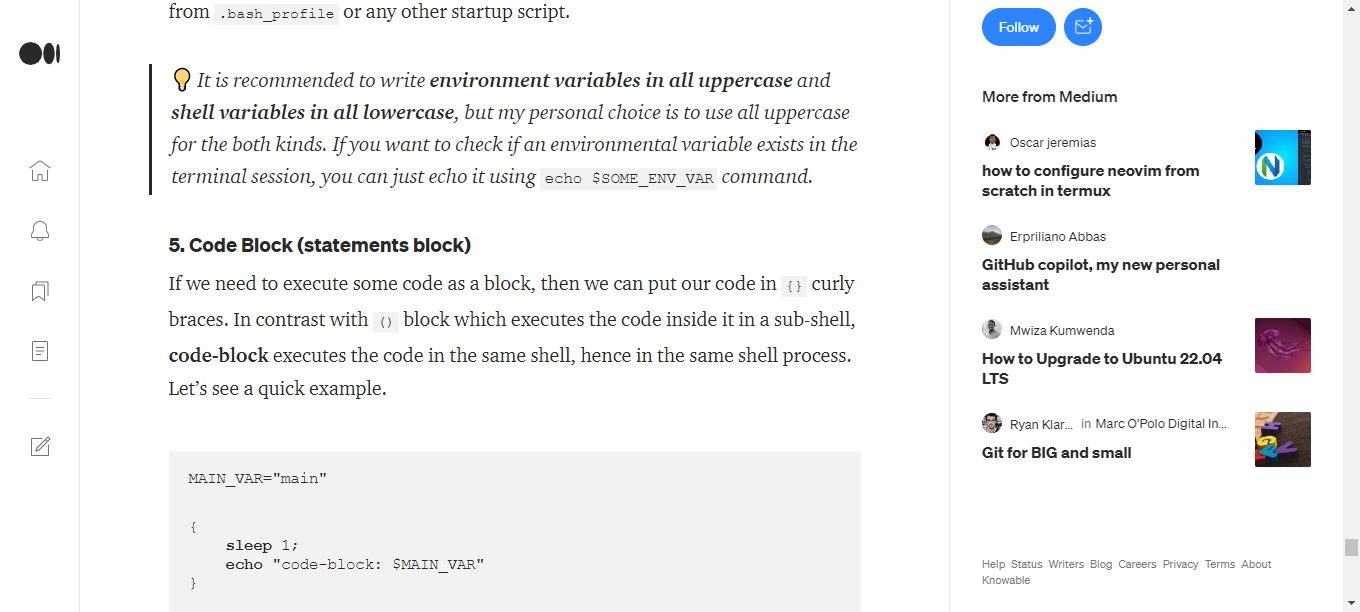 from .bash_profile or any other startup script.
It is recommended to write environment variables in all uppercase and
shell variables in all lowercase, but my personal choice is to use all uppercase
for the both kinds. If you want to check if an environmental variable exists in the
terminal session, you can just echo it using echo $SOME_ENV_VAR command.
5. Code Block (statements block)
If we need to execute some code as a block, then we can put our code in {} curly
braces. In contrast with () block which executes the code inside it in a sub-shell,
code-block executes the code in the same shell, hence in the same shell process.
Let’s see a quick example.
MAIN_VAR="main"
{
sleep 1;
echo "code-block: $MAIN_VAR"
}
Follow
More from Medium
Oscar jeremias
how to configure neovim from
scratch in termux
Erpriliano Abbas
GitHub copilot, my new personal
assistant
Mwiza Kumwenda
How to Upgrade to Ubuntu 22.04
LTS
Ryan Klar... in Marc O’Polo Digital In...
Git for BIG and small
Help Status Writers Blog Careers Privacy Terms About
Knowable